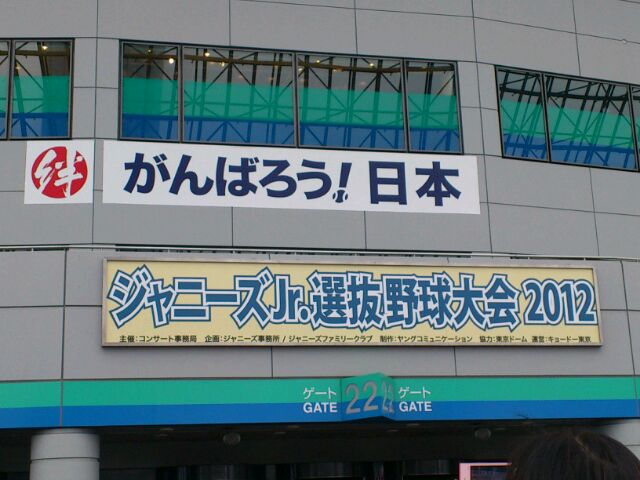 絆
がんばろう!日本
ジャニーズJr.選抜野球大会 2012
主催:コンサート事務局 企画:ジャニーズ事務所/ジャニーズファミリークラブ 制作:ヤングコミュニケーション 協力:東京ドーム 運営:キョードー東京
ゲート 22 22 ゲート
GATE GATE